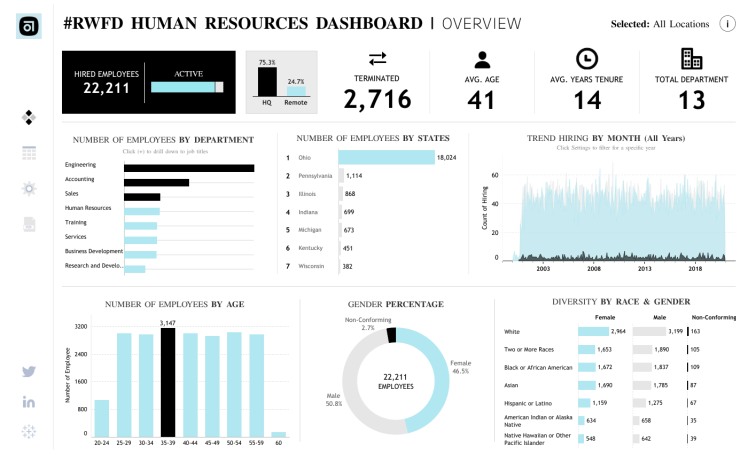 #RWFD HUMAN RESOURCES DASHBOARD | OVERVIEW
Selected: All Locations
i
HIRED EMPLOYEES
22,211
ACTIVE
75.3%
24.7%
HQ Remote
TERMINATED
2,716
AVG. AGE
41
AVG. YEARS TENURE
14
TOTAL DEPARTMENT
13
NUMBER OF EMPLOYEES BY DEPARTMENT
Click (+) to drill down to job titles
Engineering
Accounting
Sales
Human Resources
Training
Services
Business Development
Research and Develo..
NUMBER OF EMPLOYEES BY STATES
1 Ohio 18,024
2 Pennsylvania 1,114
3 Illinois 868
4 Indiana 699
5 Michigan 673
6 Kentucky 451
7 Wisconsin 382
TREND HIRING BY MONTH (All Years)
Click Settings to filter for a specific year
Count of Hiring
60
40
20
0
2003 2008 2013 2018
NUMBER OF EMPLOYEES BY AGE
Number of Employee
3200
2400
1600
800
0
3,147
20-24 25-29 30-34 35-39 40-44 45-49 50-54 55-59 60
GENDER PERCENTAGE
Non-Conforming
2.7%
Female
46.5%
22,211
EMPLOYEES
Male
50.8%
DIVERSITY BY RACE & GENDER
Female Male Non-Conforming
White 2,964 3,199 163
Two or More Races 1,653 1,890 105
Black or African American 1,672 1,837 109
Asian 1,690 1,785 87
Hispanic or Latino 1,159 1,275 67
American Indian or Alaska
Native 634 658 35
Native Hawaiian or Other
Pacific Islander 548 642 39